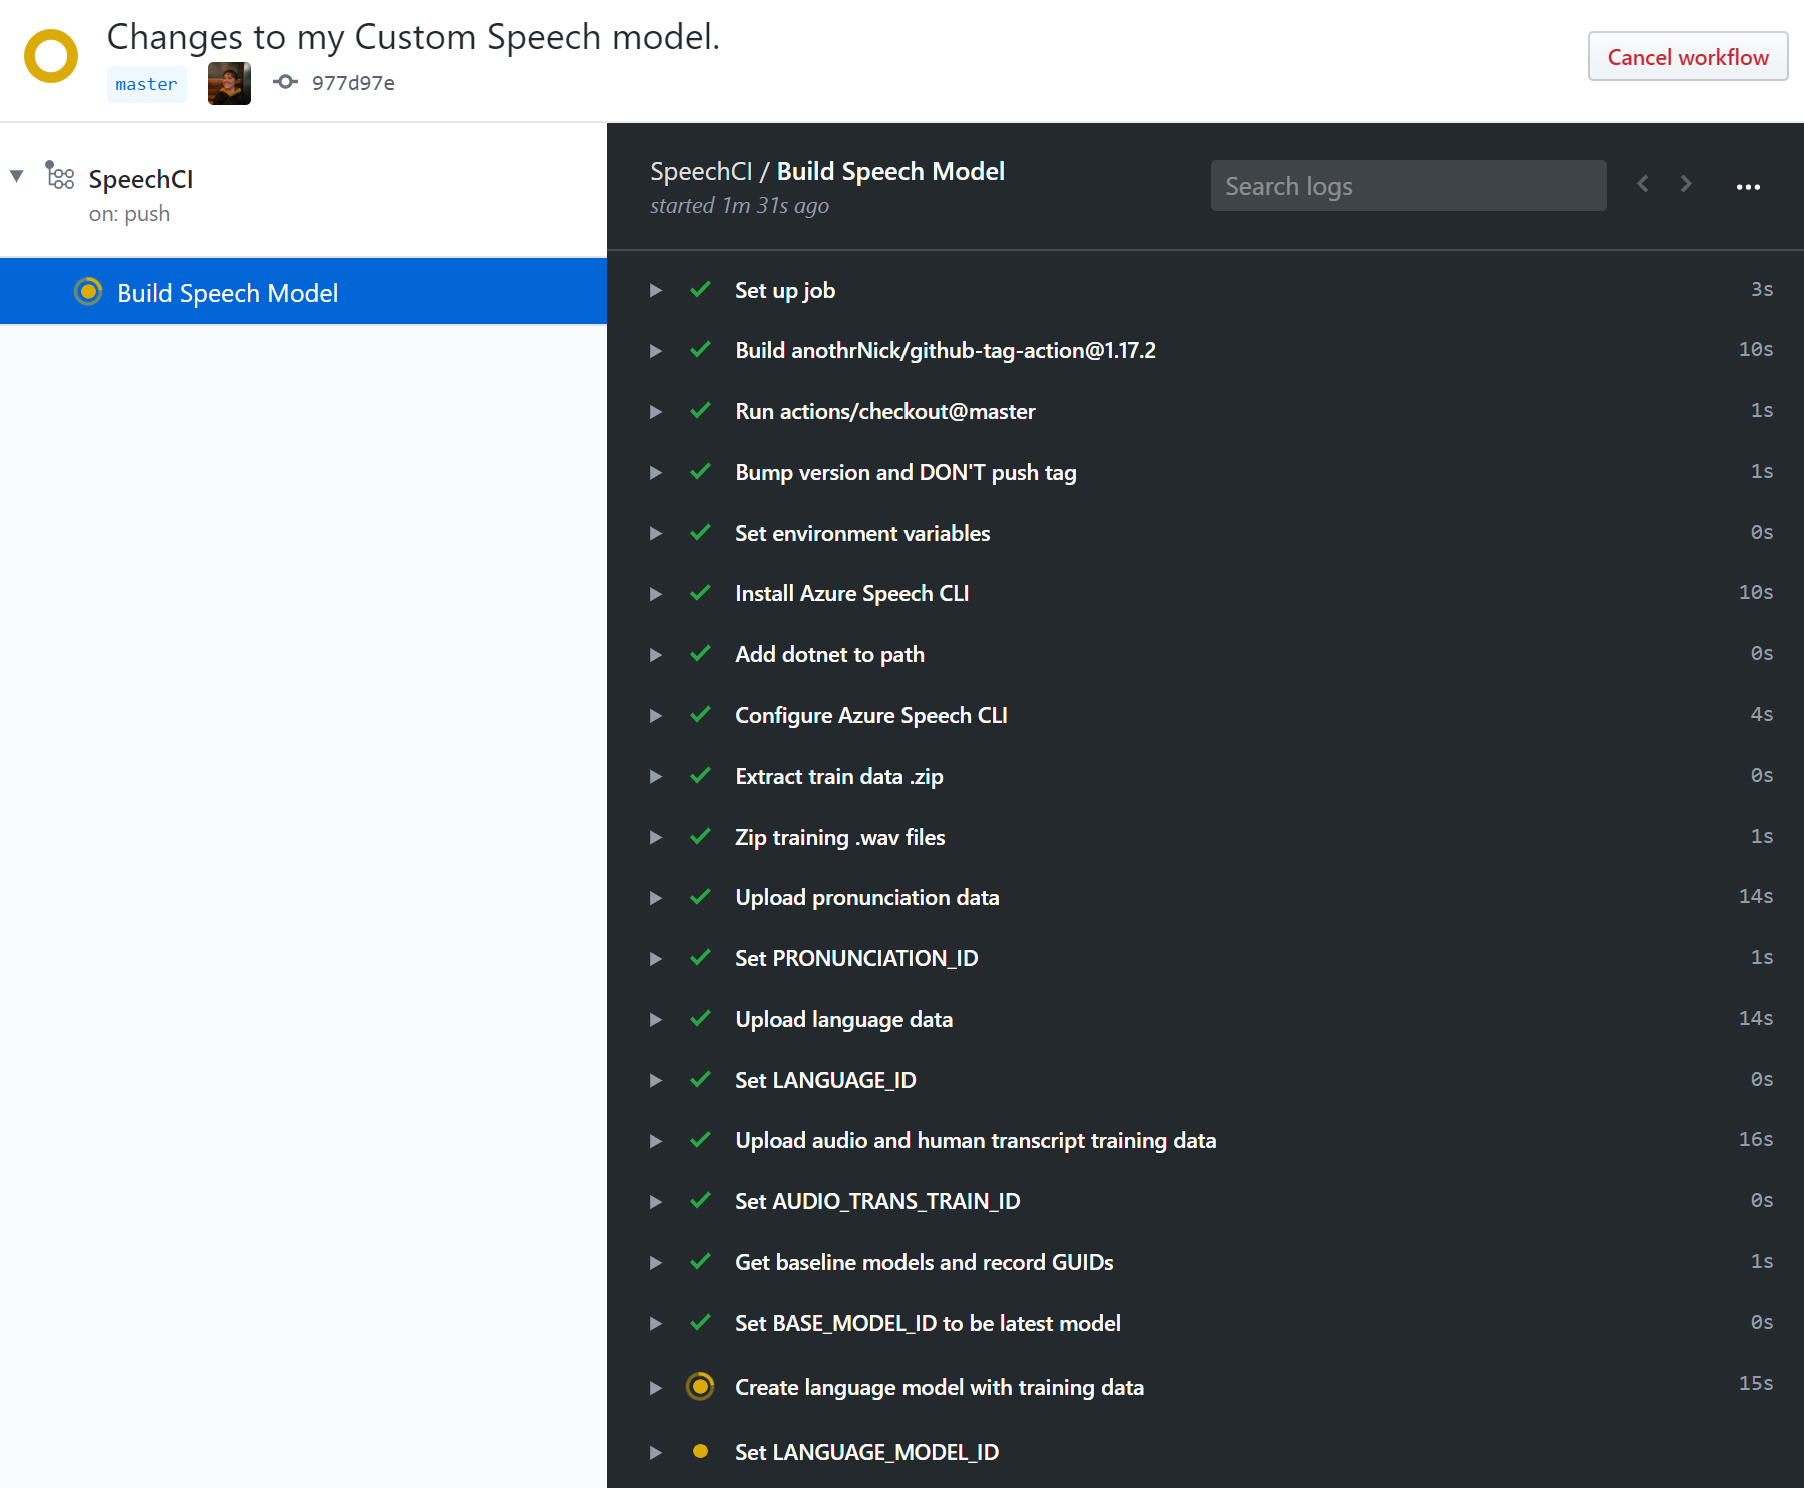 Changes to my Custom Speech model.
Cancel workflow
master 977d97e
SpeechCI
on: push
Build Speech Model
SpeechCI / Build Speech Model
started 1m 31s ago
Search logs
Set up job 3s
Build anothrNick/github-tag-action@1.17.2 10s
Run actions/checkout@master 1s
Bump version and DON'T push tag 1s
Set environment variables 0s
Install Azure Speech CLI 10s
Add dotnet to path 0s
Configure Azure Speech CLI 4s
Extract train data .zip 0s
Zip training .wav files 1s
Upload pronunciation data 14s
Set PRONUNCIATION_ID 1s
Upload language data 14s
Set LANGUAGE_ID 0s
Upload audio and human transcript training data 16s
Set AUDIO_TRANS_TRAIN_ID 0s
Get baseline models and record GUIDs 1s
Set BASE_MODEL_ID to be latest model 0s
Create language model with training data 15s
Set LANGUAGE_MODEL_ID